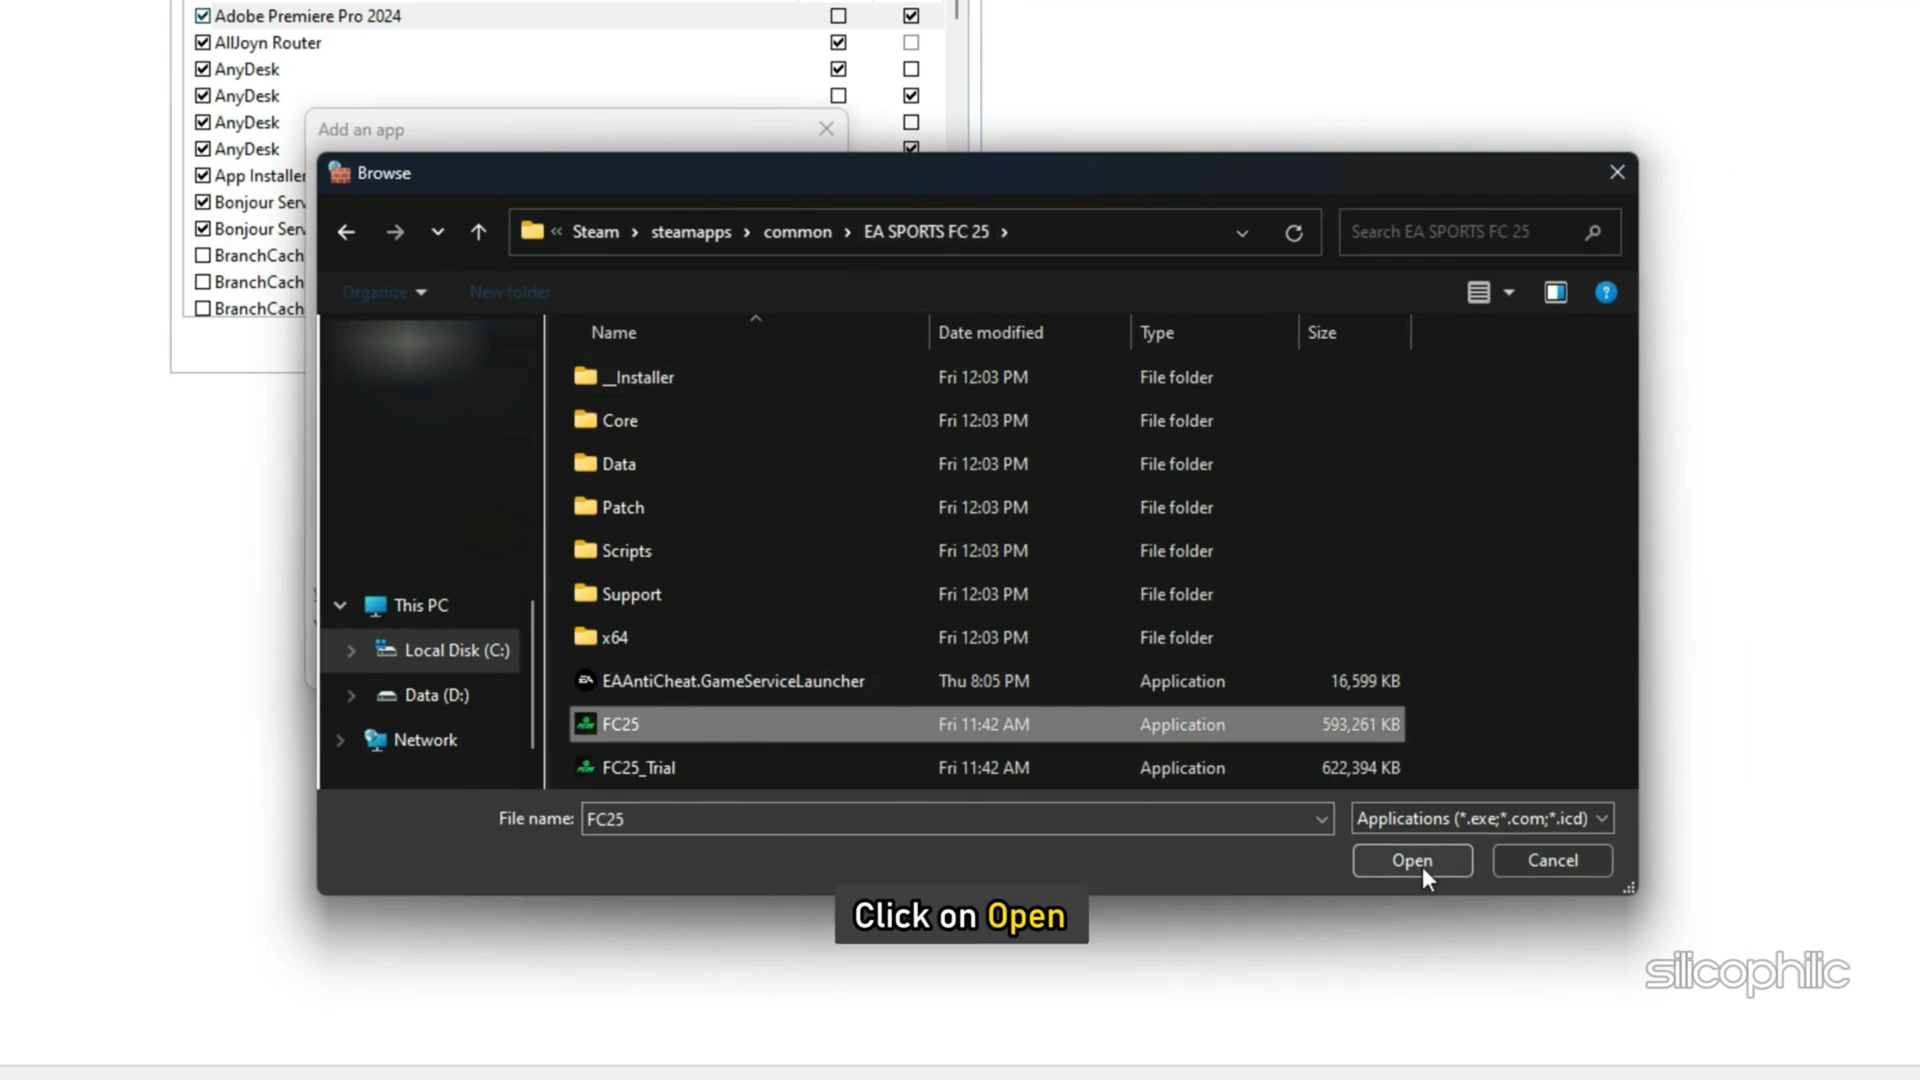 Adobe Premiere Pro 2024
AllJoyn Router
AnyDesk
AnyDesk
AnyDesk
AnyDesk
App Installer
Bonjour Serv
Bonjour Serv
BranchCach
BranchCach
BranchCach
Add an app
Browse
« Steam > steamapps > common > EA SPORTS FC 25 >
Search EA SPORTS FC 25
Organize
New folder
Name Date modified Type Size
__Installer Fri 12:03 PM File folder
Core Fri 12:03 PM File folder
Data Fri 12:03 PM File folder
Patch Fri 12:03 PM File folder
Scripts Fri 12:03 PM File folder
Support Fri 12:03 PM File folder
x64 Fri 12:03 PM File folder
EAAntiCheat.GameServiceLauncher Thu 8:05 PM Application 16,599 KB
FC25 Fri 11:42 AM Application 593,261 KB
FC25_Trial Fri 11:42 AM Application 622,394 KB
This PC
Local Disk (C:)
Data (D:)
Network
File name: FC25
Applications (*.exe;*.com;*.icd)
Open Cancel
Click on Open
silicophilic